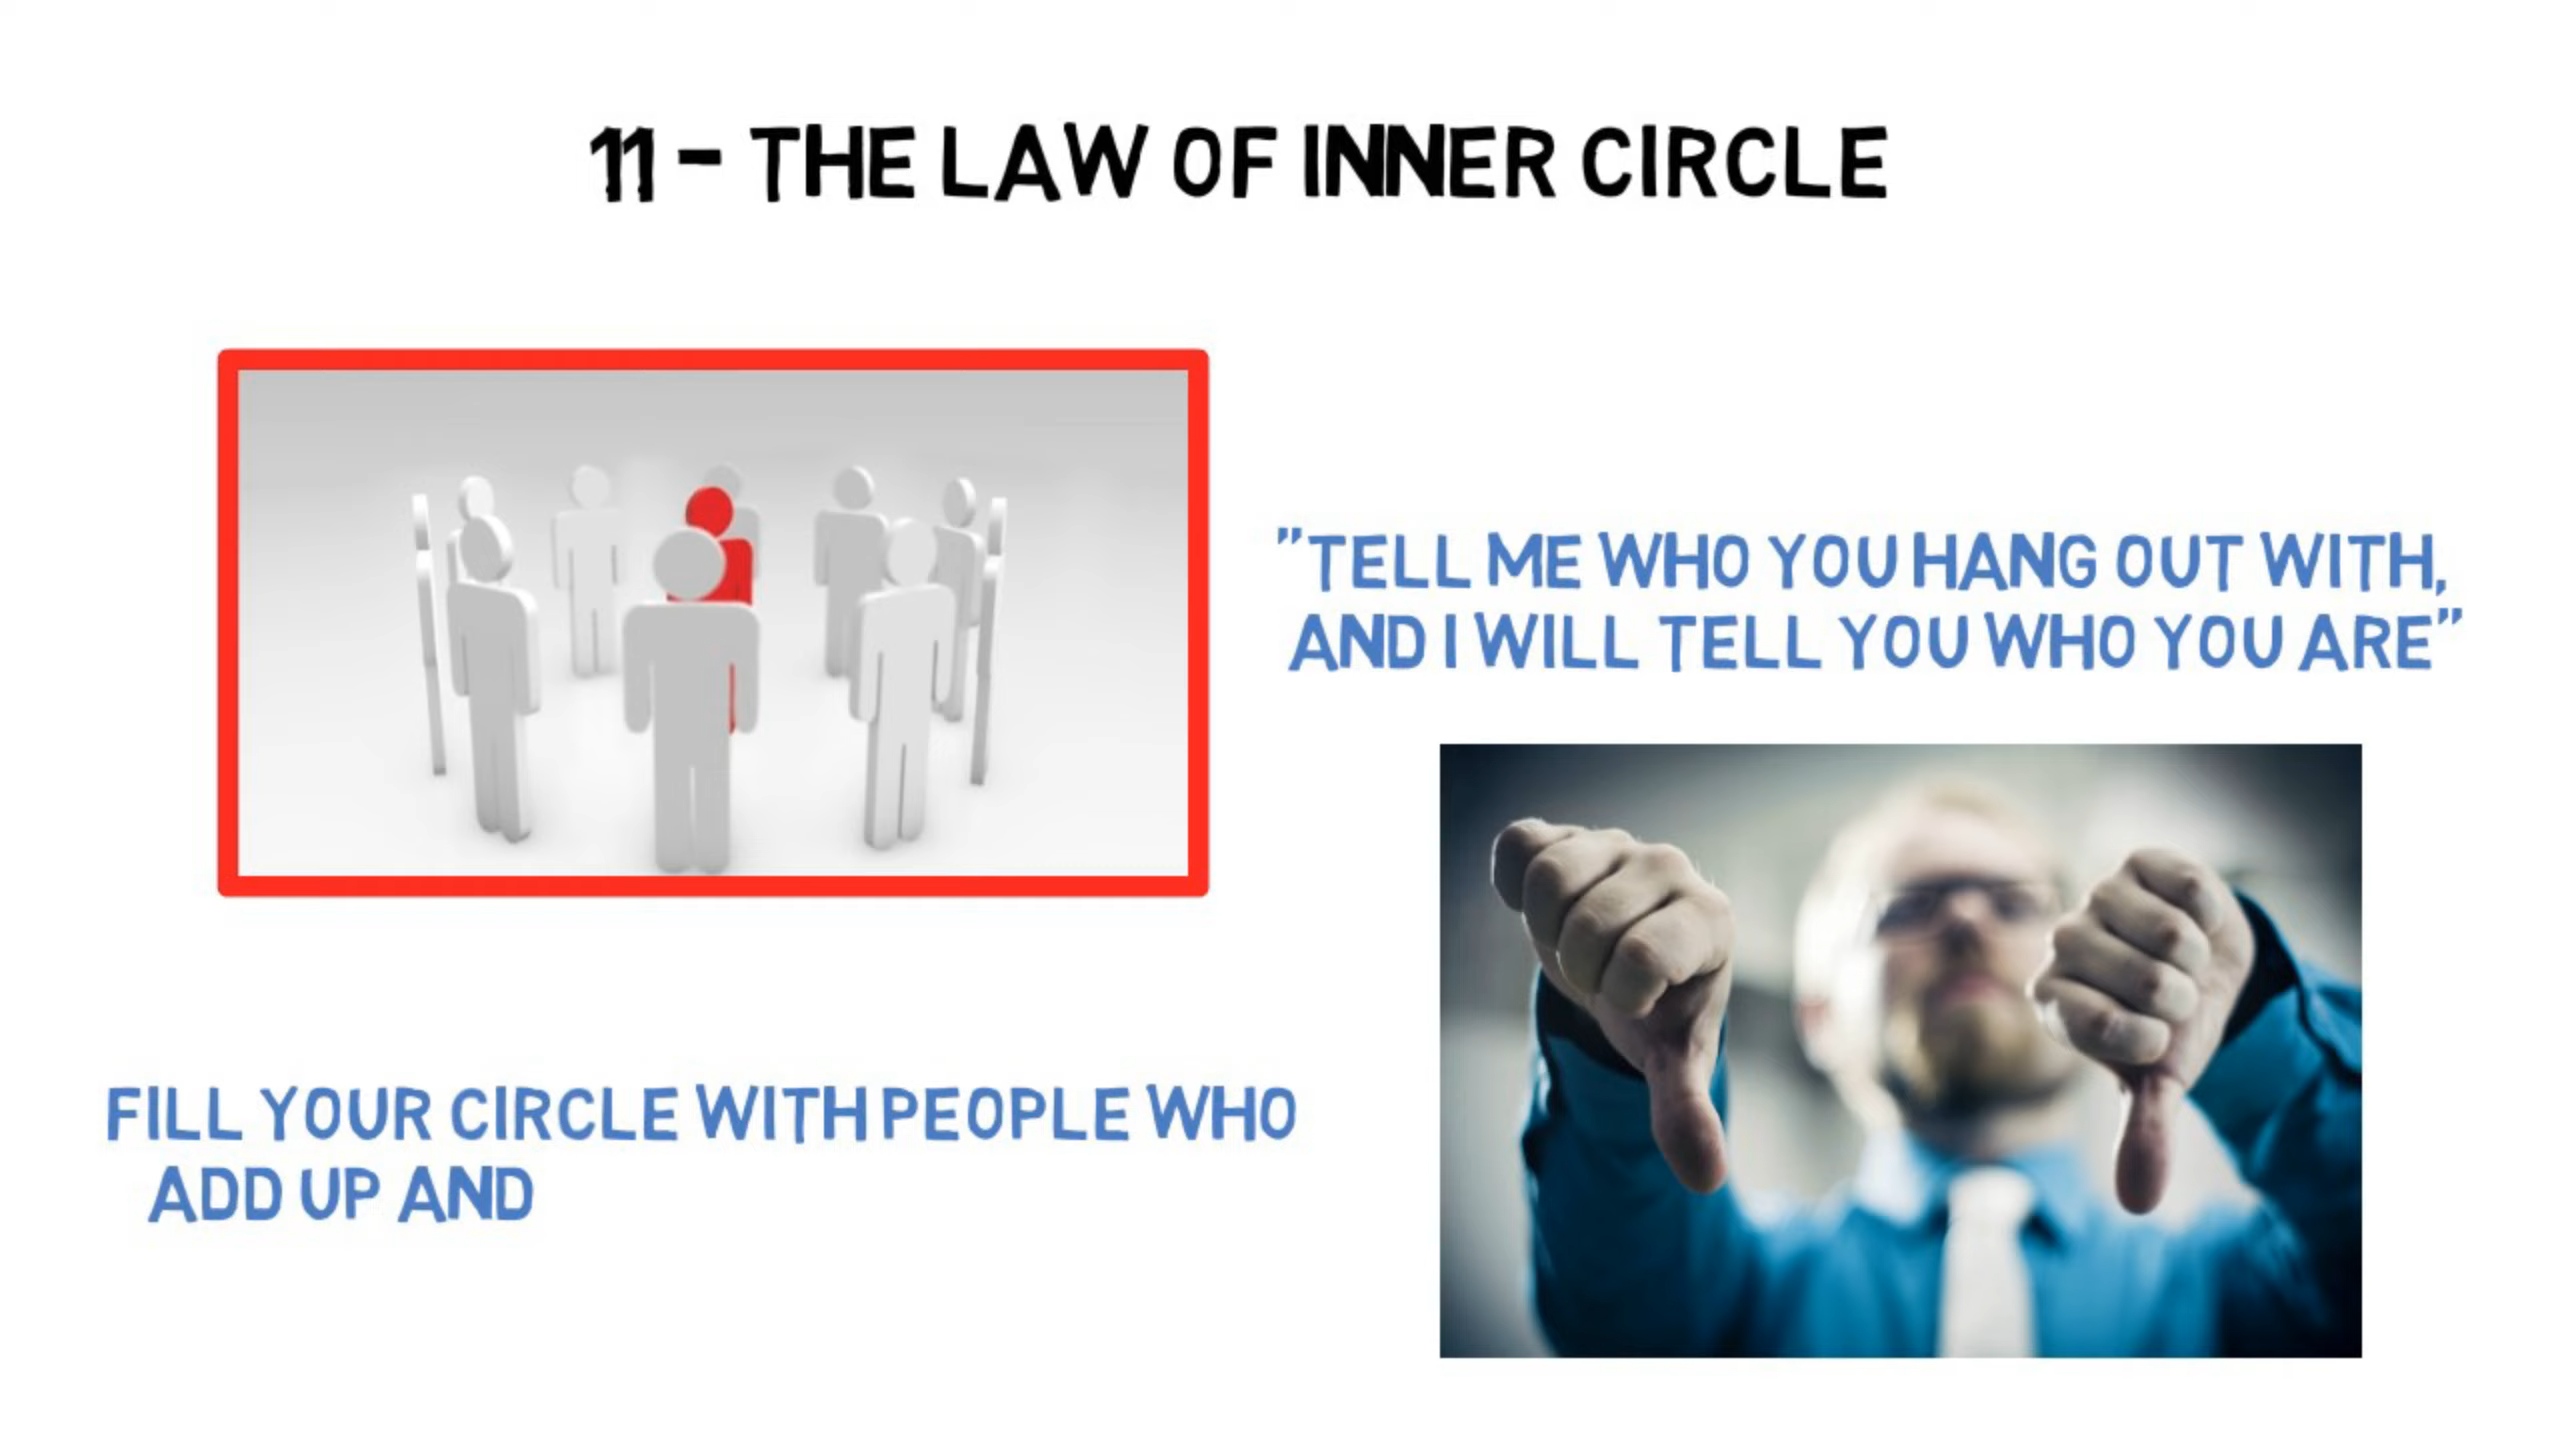 11 - THE LAW OF INNER CIRCLE
"TELL ME WHO YOU HANG OUT WITH,
AND I WILL TELL YOU WHO YOU ARE"
FILL YOUR CIRCLE WITH PEOPLE WHO
ADD UP AND